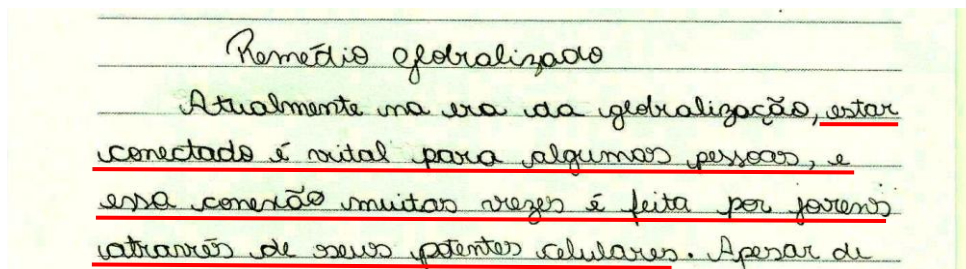 Remédio globalizado
Atualmente na era da globalização, estar
conectado é vital para algumas pessoas, e
essa conexão muitas vezes é feita por jovens
através de seus potentes celulares. Apesar de